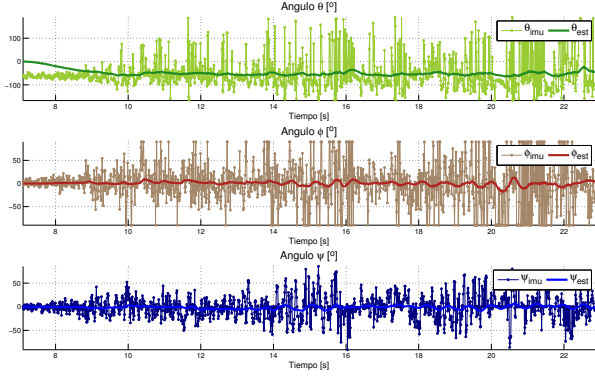 Angulo θ [º]
θimu θest
100
0
−100
8 10 12 14 16 18 20 22
Tiempo [s]
Angulo ϕ [º]
ϕimu ϕest
50
0
−50
8 10 12 14 16 18 20 22
Tiempo [s]
Angulo ψ [º]
ψimu ψest
50
0
−50
8 10 12 14 16 18 20 22
Tiempo [s]